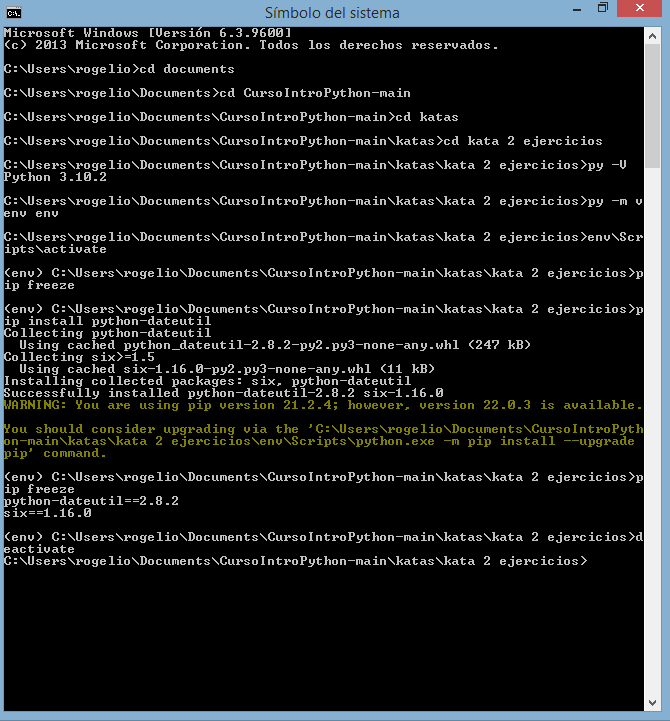 Símbolo del sistema
Microsoft Windows [Versión 6.3.9600]
(c) 2013 Microsoft Corporation. Todos los derechos reservados.
C:\Users\rogelio>cd documents
C:\Users\rogelio\Documents>cd CursoIntroPython-main
C:\Users\rogelio\Documents\CursoIntroPython-main>cd katas
C:\Users\rogelio\Documents\CursoIntroPython-main\katas>cd kata 2 ejercicios
C:\Users\rogelio\Documents\CursoIntroPython-main\katas\kata 2 ejercicios>py -V
Python 3.10.2
C:\Users\rogelio\Documents\CursoIntroPython-main\katas\kata 2 ejercicios>py -m v
env env
C:\Users\rogelio\Documents\CursoIntroPython-main\katas\kata 2 ejercicios>env\Scr
ipts\activate
(env) C:\Users\rogelio\Documents\CursoIntroPython-main\katas\kata 2 ejercicios>p
ip freeze
(env) C:\Users\rogelio\Documents\CursoIntroPython-main\katas\kata 2 ejercicios>p
ip install python-dateutil
Collecting python-dateutil
  Using cached python_dateutil-2.8.2-py2.py3-none-any.whl (247 kB)
Collecting six>=1.5
  Using cached six-1.16.0-py2.py3-none-any.whl (11 kB)
Installing collected packages: six, python-dateutil
Successfully installed python-dateutil-2.8.2 six-1.16.0
WARNING: You are using pip version 21.2.4; however, version 22.0.3 is available.
You should consider upgrading via the 'C:\Users\rogelio\Documents\CursoIntroPyth
on-main\katas\kata 2 ejercicios\env\Scripts\python.exe -m pip install --upgrade
pip' command.
(env) C:\Users\rogelio\Documents\CursoIntroPython-main\katas\kata 2 ejercicios>p
ip freeze
python-dateutil==2.8.2
six==1.16.0
(env) C:\Users\rogelio\Documents\CursoIntroPython-main\katas\kata 2 ejercicios>d
eactivate
C:\Users\rogelio\Documents\CursoIntroPython-main\katas\kata 2 ejercicios>